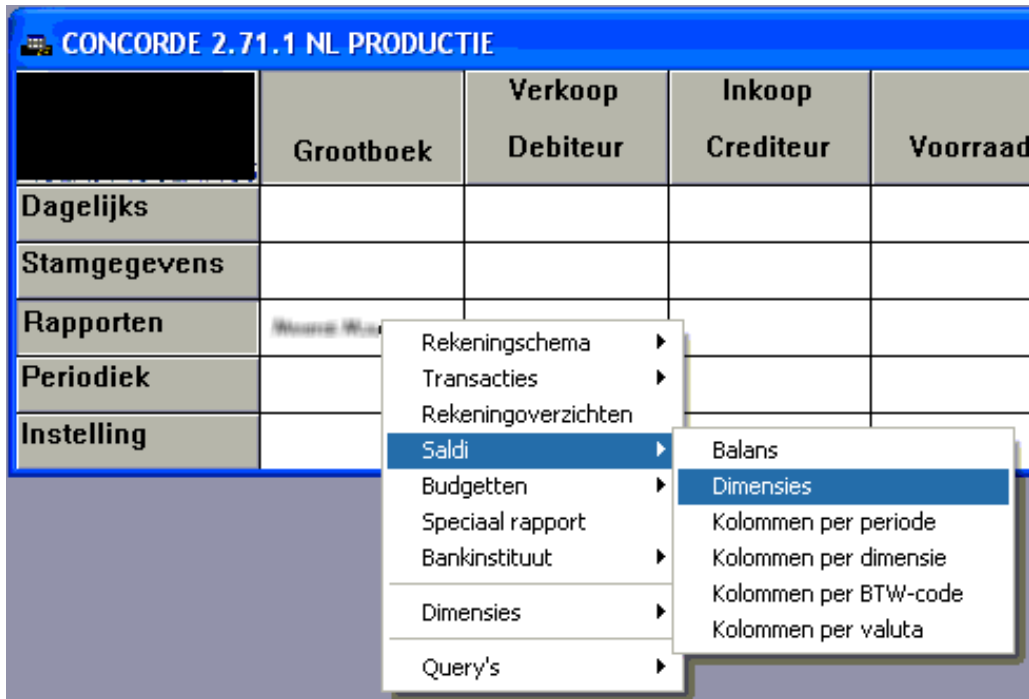 CONCORDE 2.71.1 NL PRODUCTIE
Grootboek
Verkoop
Debiteur
Inkoop
Crediteur
Voorraad
Dagelijks
Stamgegevens
Rapporten
Periodiek
Instelling
Rekeningschema
Transacties
Rekeningoverzichten
Saldi
Budgetten
Speciaal rapport
Bankinstituut
Dimensies
Query's
Balans
Dimensies
Kolommen per periode
Kolommen per dimensie
Kolommen per BTW-code
Kolommen per valuta